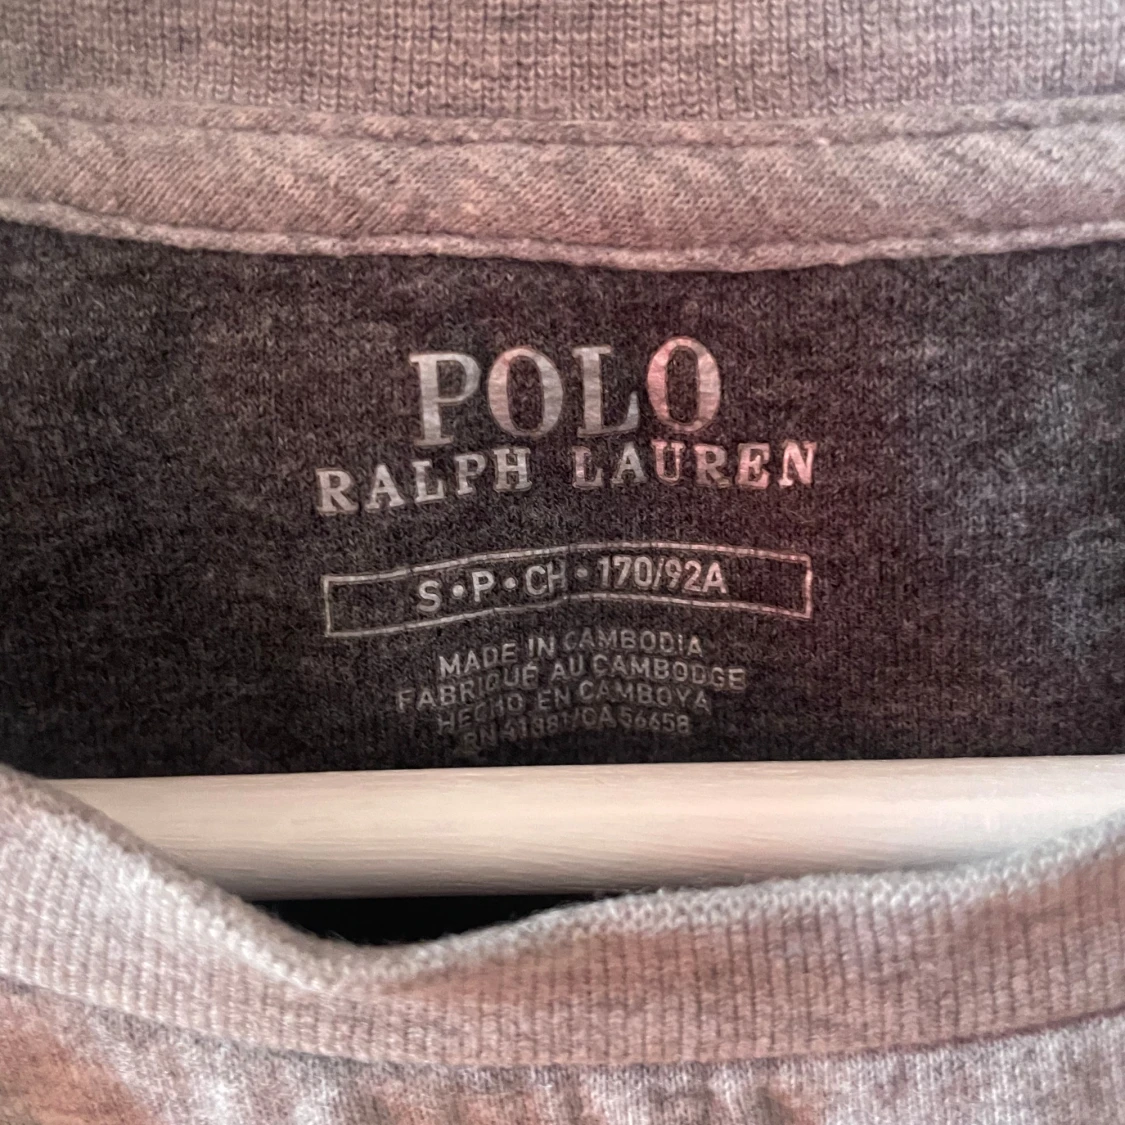 POLO
RALPH LAUREN
S•P•CH•170/92A
MADE IN CAMBODIA
FABRIQUÉ AU CAMBODGE
HECHO EN CAMBOYA
RN 41381/CA 56658